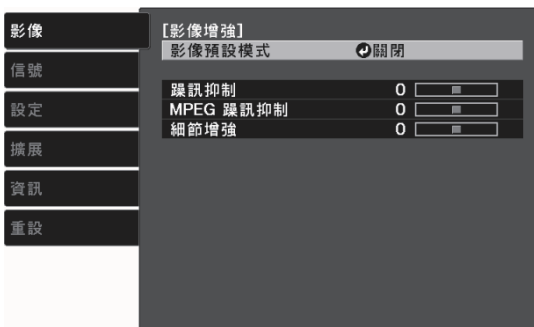 影像
信號
設定
擴展
資訊
重設
[影像增強]
影像預設模式 關閉
躁訊抑制 0
MPEG 躁訊抑制 0
細節增強 0